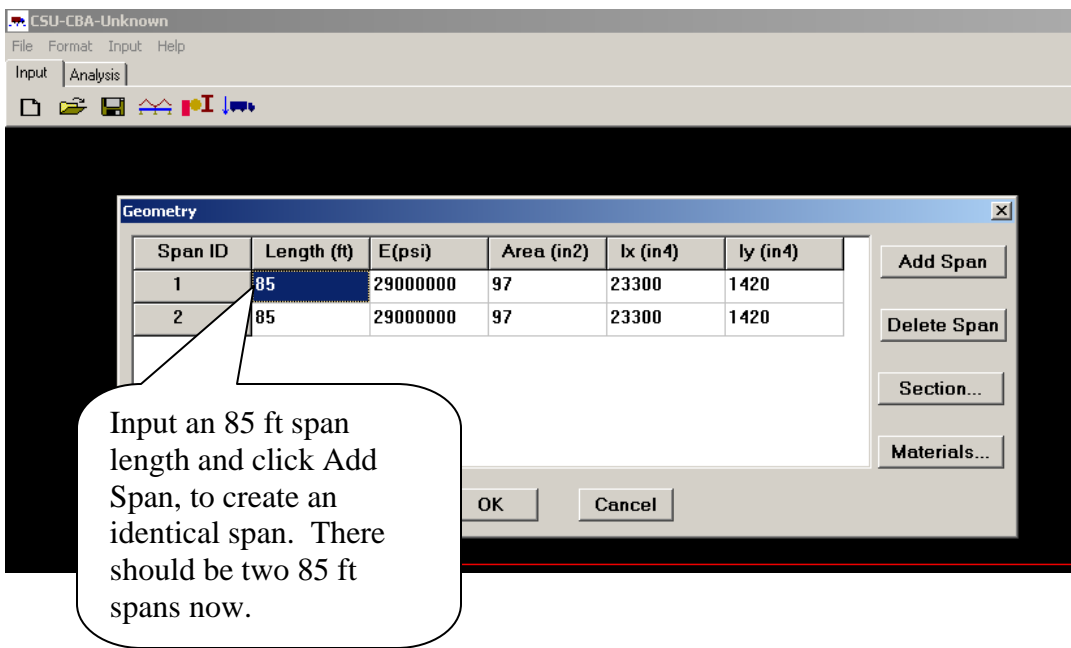 CSU-CBA-Unknown
File Format Input Help
Input Analysis
Geometry
Span ID Length (ft) E(psi) Area (in2) Ix (in4) Iy (in4)
1 85 29000000 97 23300 1420
2 85 29000000 97 23300 1420
Add Span
Delete Span
Section...
Materials...
OK Cancel
Input an 85 ft span
length and click Add
Span, to create an
identical span. There
should be two 85 ft
spans now.